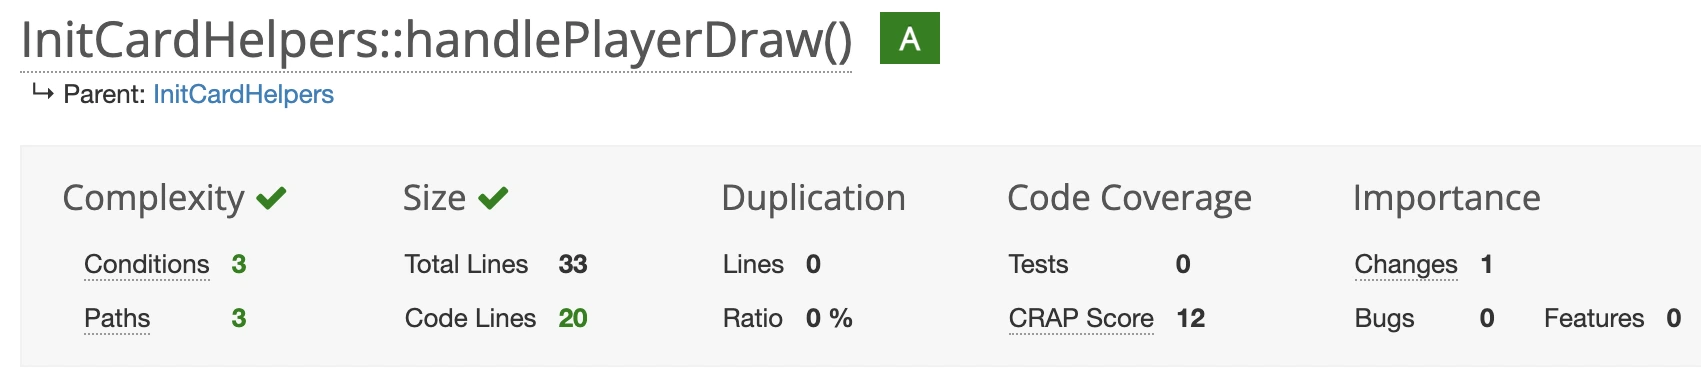 InitCardHelpers::handlePlayerDraw() A
↳ Parent: InitCardHelpers
Complexity ✔ Size ✔ Duplication Code Coverage Importance
Conditions 3 Total Lines 33 Lines 0 Tests 0 Changes 1
Paths 3 Code Lines 20 Ratio 0 % CRAP Score 12 Bugs 0 Features 0